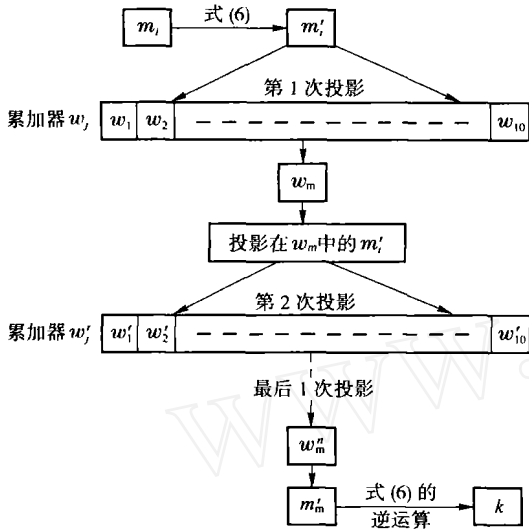 m_i 式 (6) m'_i
第 1 次投影
累加器 w_j w_1 w_2 w_10
w_m
投影在 w_m 中的 m'_i
第 2 次投影
累加器 w'_j w'_1 w'_2 w'_10
最后 1 次投影
w_m^n
m'_m 式 (6) 的 k
逆运算
WWW.